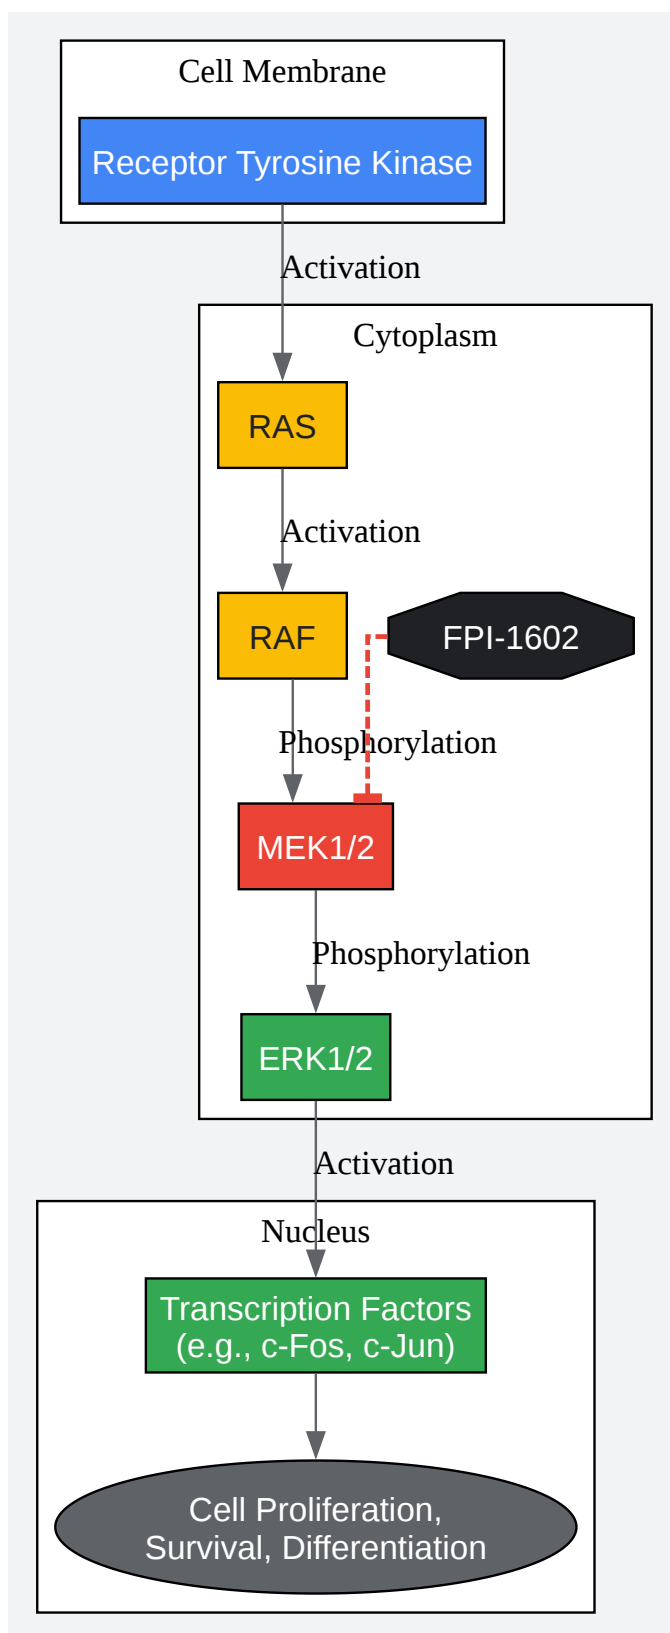 Cell Membrane
Receptor Tyrosine Kinase
Activation
Cytoplasm
RAS
Activation
RAF
FPI-1602
Phosphorylation
MEK1/2
Phosphorylation
ERK1/2
Activation
Nucleus
Transcription Factors
(e.g., c-Fos, c-Jun)
Cell Proliferation,
Survival, Differentiation